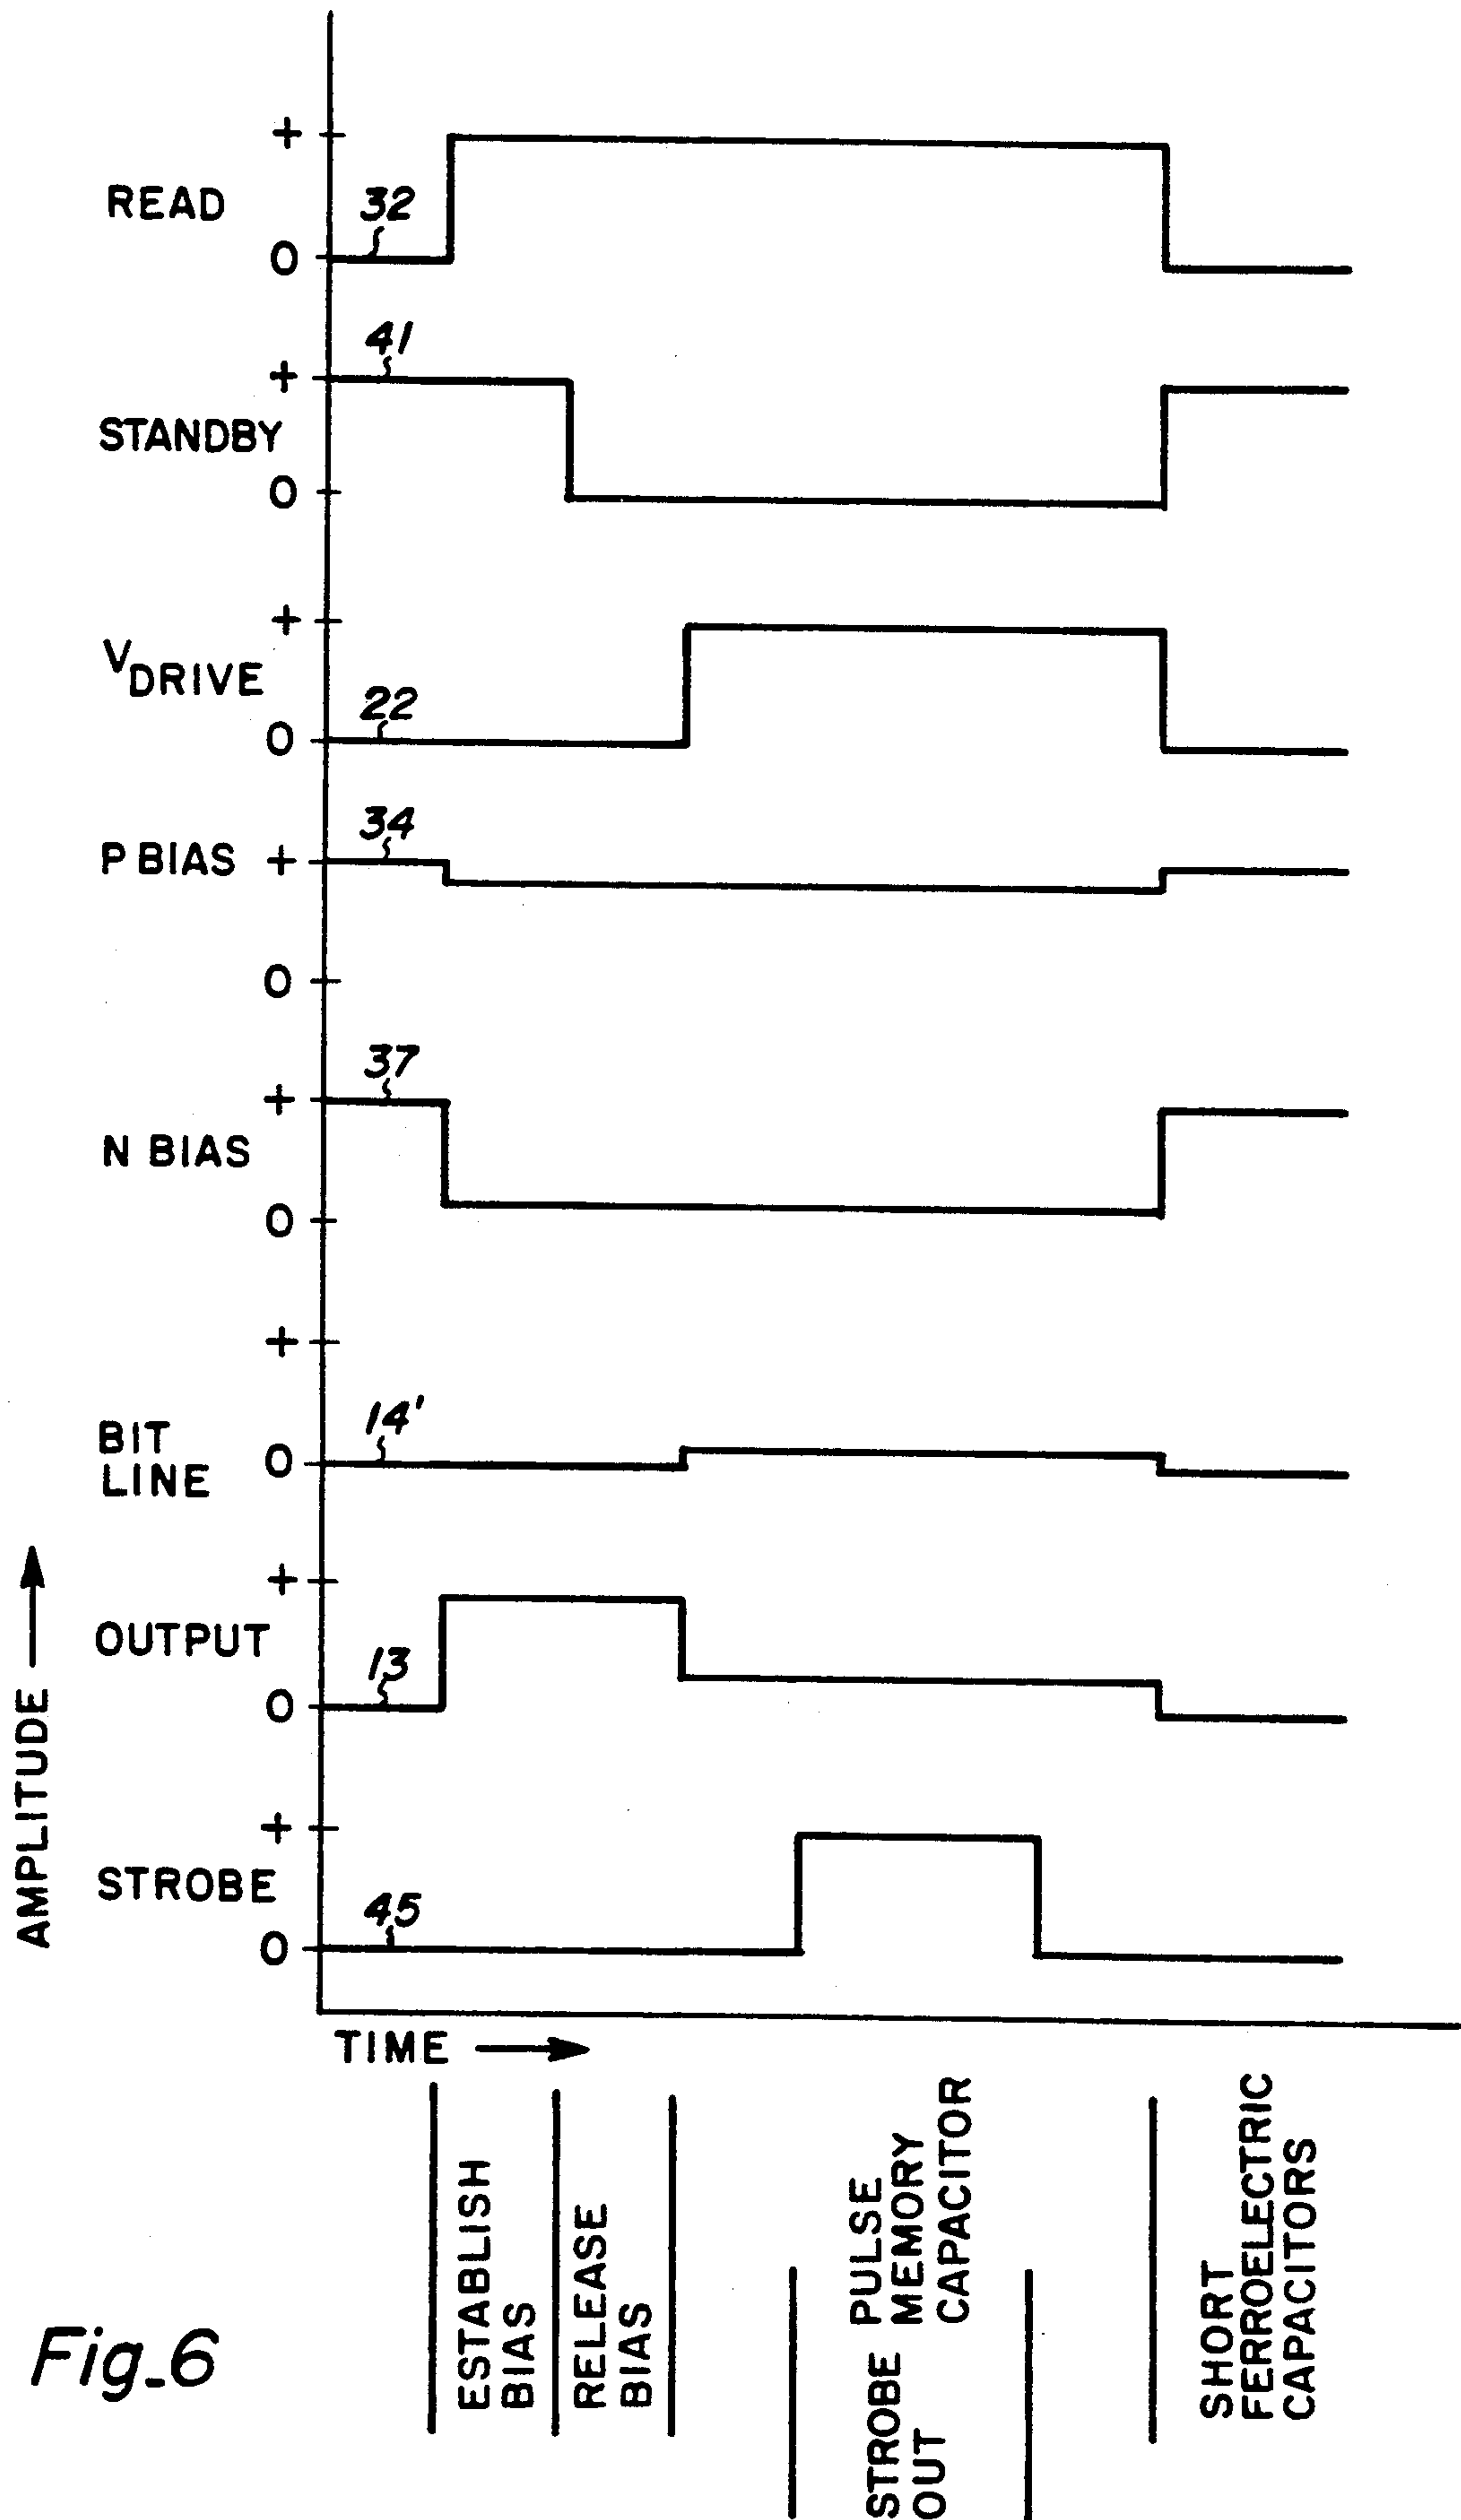 +
READ
32
0
41
+
STANDBY
0
+
VDRIVE
22
0
34
P BIAS +
0
37
+
N BIAS
0
+
14'
BIT
LINE
0
+
OUTPUT
13
0
+
STROBE
45
0
AMPLITUDE
TIME
ESTABLISH
BIAS
RELEASE
BIAS
PULSE
MEMORY
CAPACITOR
STROBE
OUT
SHORT
FERROELECTRIC
CAPACITORS
Fig_6